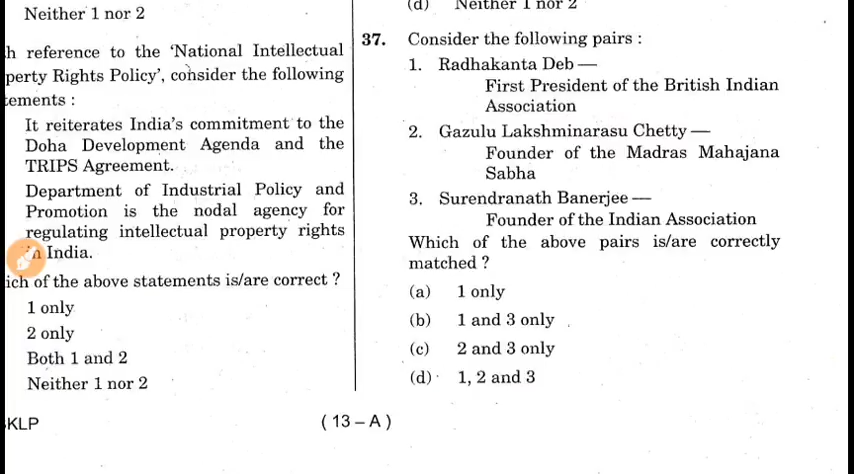 Neither 1 nor 2
h reference to the ‘National Intellectual
perty Rights Policy’, consider the following
tements :
It reiterates India’s commitment to the
Doha Development Agenda and the
TRIPS Agreement.
Department of Industrial Policy and
Promotion is the nodal agency for
regulating intellectual property rights
in India.
ich of the above statements is/are correct ?
1 only
2 only
Both 1 and 2
Neither 1 nor 2
(d) Neither 1 nor 2
37. Consider the following pairs :
1. Radhakanta Deb —
First President of the British Indian
Association
2. Gazulu Lakshminarasu Chetty —
Founder of the Madras Mahajana
Sabha
3. Surendranath Banerjee —
Founder of the Indian Association
Which of the above pairs is/are correctly
matched ?
(a) 1 only
(b) 1 and 3 only
(c) 2 and 3 only
(d) 1, 2 and 3
KLP
( 13 – A )